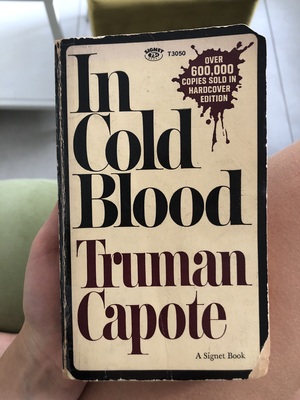 SIGNET
T3050
In
Cold
Blood
OVER
600,000
COPIES SOLD IN
HARDCOVER
EDITION
Truman
Capote
A Signet Book